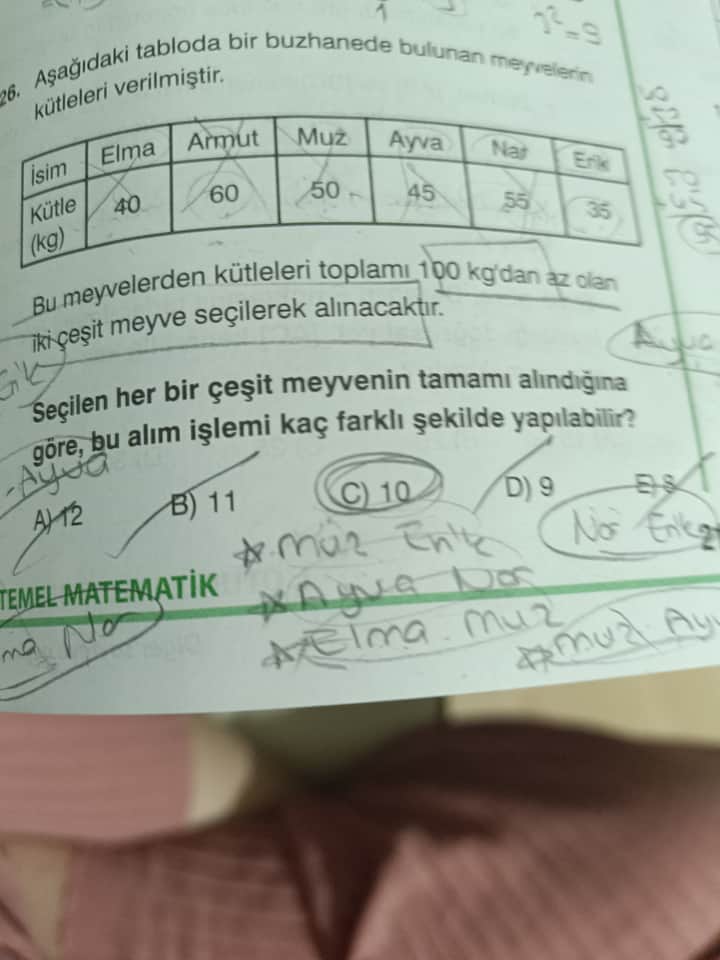 1² = 9
26. Aşağıdaki tabloda bir buzhanede bulunan meyvelerin
kütleleri verilmiştir.
İsim Elma Armut Muz Ayva Nar Erik
Kütle (kg) 40 60 50 45 55 35
Bu meyvelerden kütleleri toplamı 100 kg'dan az olan
iki çeşit meyve seçilerek alınacaktır.
Ayva
Seçilen her bir çeşit meyvenin tamamı alındığına
göre, bu alım işlemi kaç farklı şekilde yapılabilir?
Ayva
A) 12 B) 11 C) 10 D) 9 E) 8
Nar Erik
Muz Erik
TEMEL MATEMATİK
Ayva Nar
Elma Muz
Nar
muz